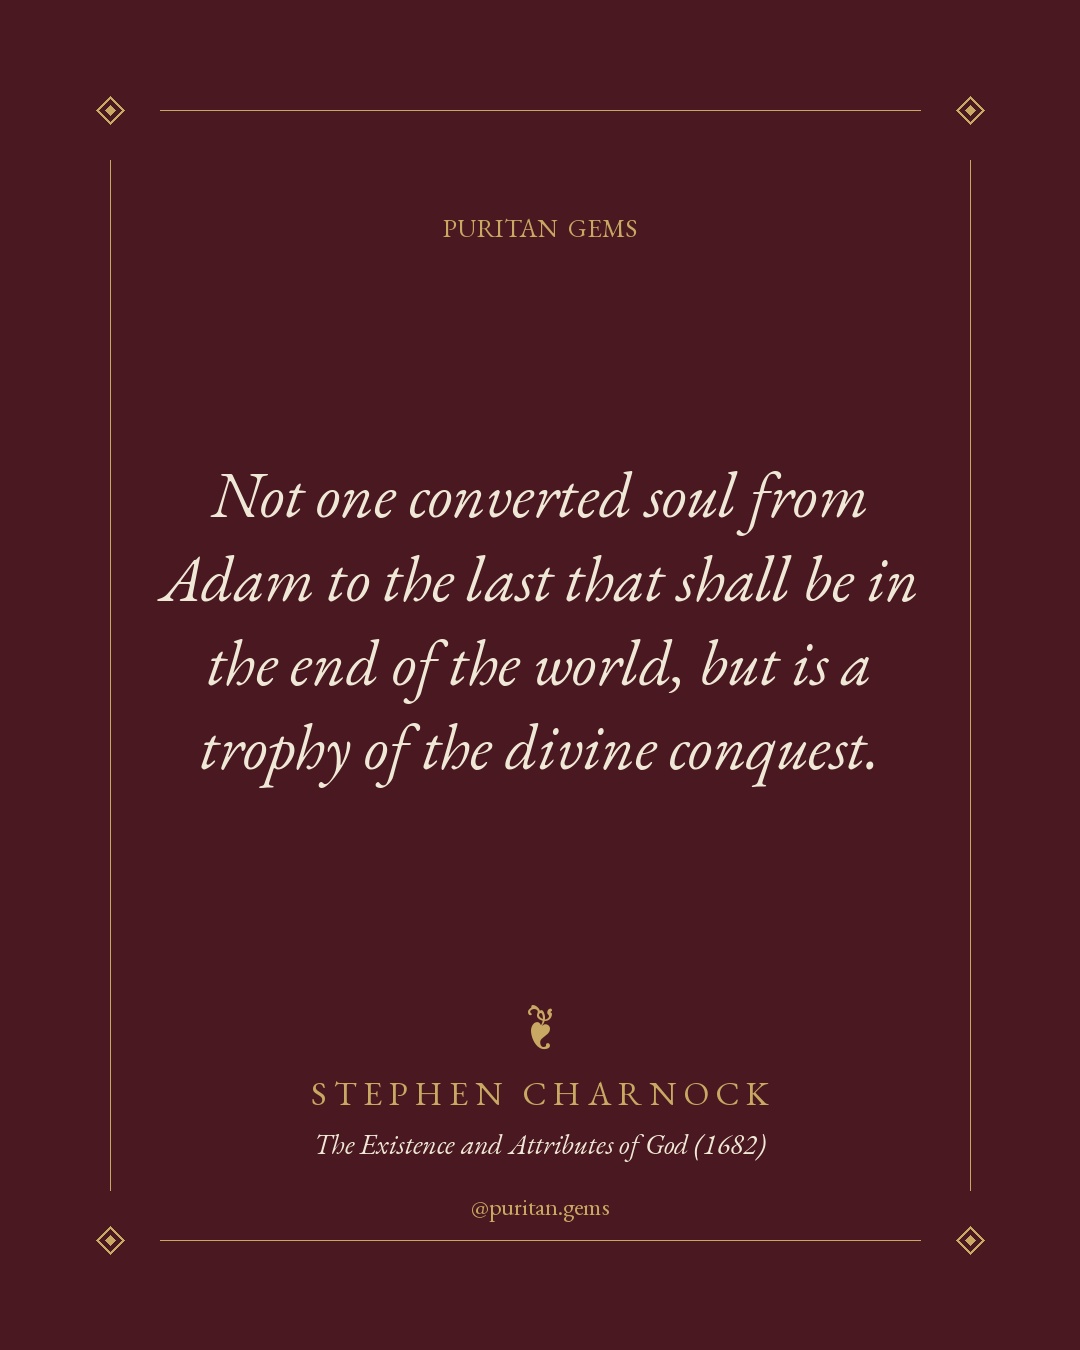 PURITAN GEMS
Not one converted soul from
Adam to the last that shall be in
the end of the world, but is a
trophy of the divine conquest.
STEPHEN CHARNOCK
The Existence and Attributes of God (1682)
@puritan.gems